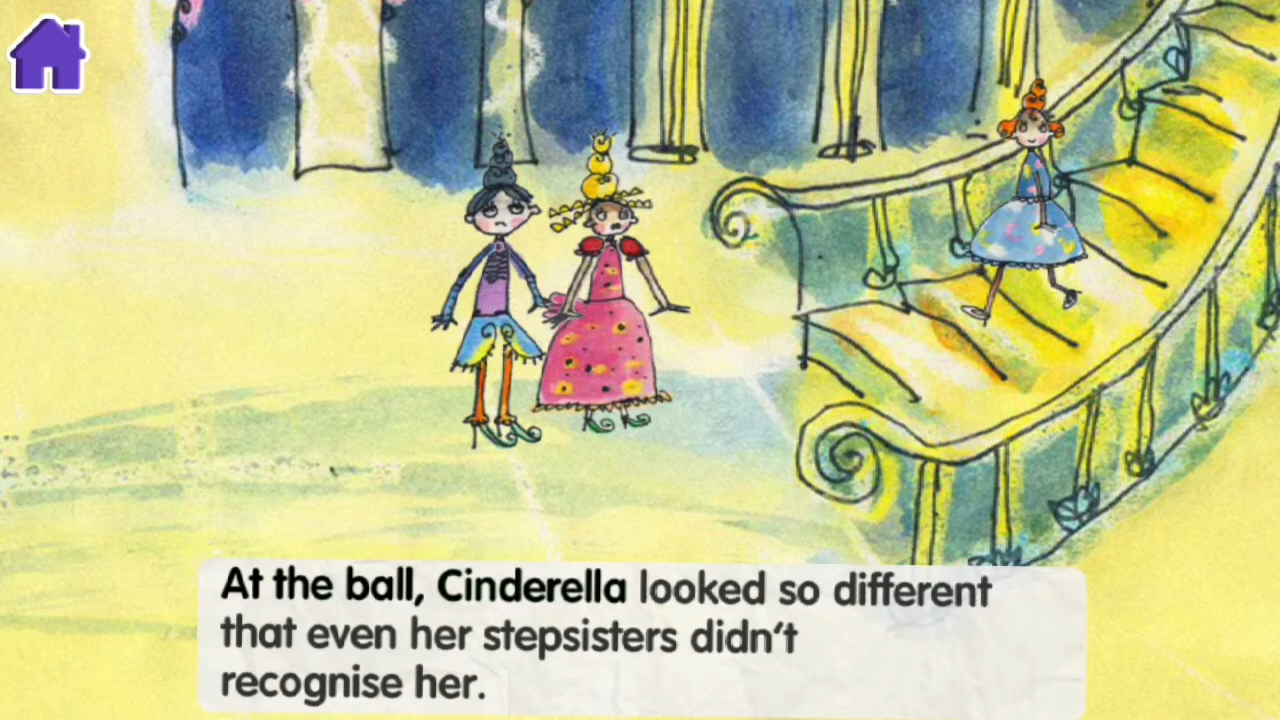 At the ball, Cinderella looked so different
that even her stepsisters didn't
recognise her.